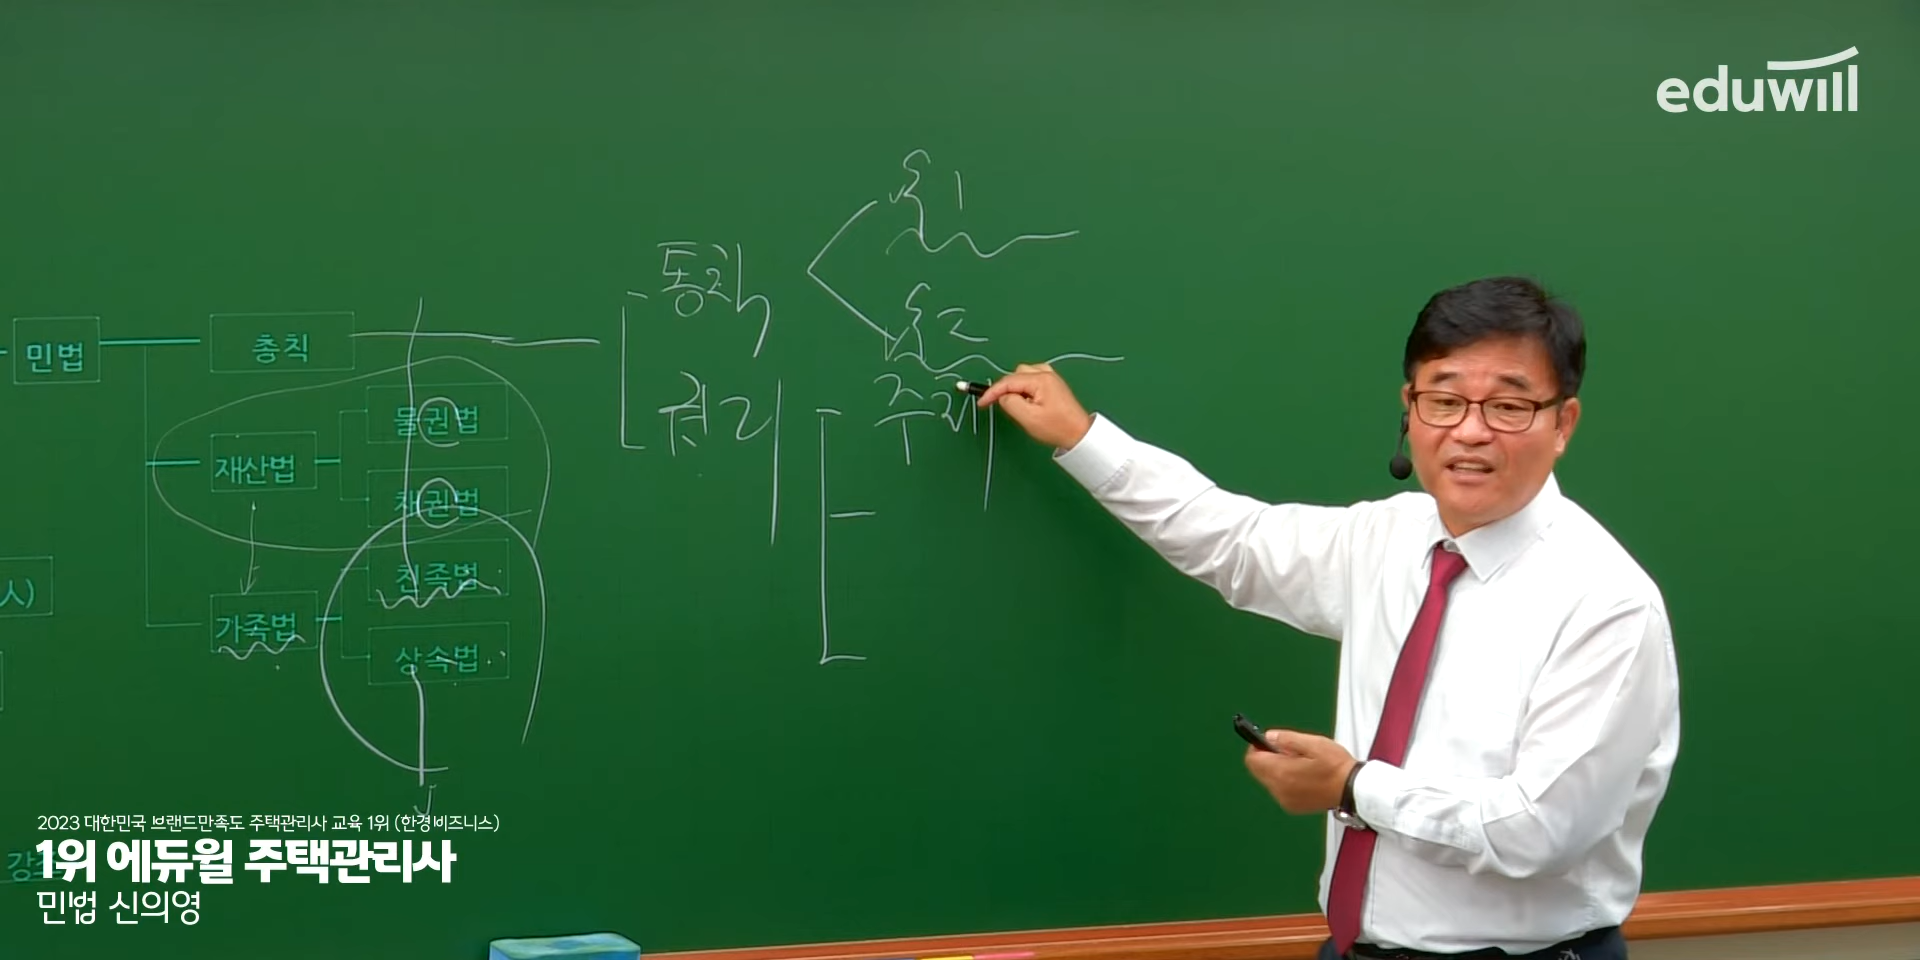 eduwill
통칙
민법
총칙
물권법
권리
주체
재산법
채권법
친족법
人)
가족법
상속법
2023 대한민국 브랜드만족도 주택관리사 교육 1위 (한경비즈니스)
1위 에듀윌 주택관리사
민법 신의영